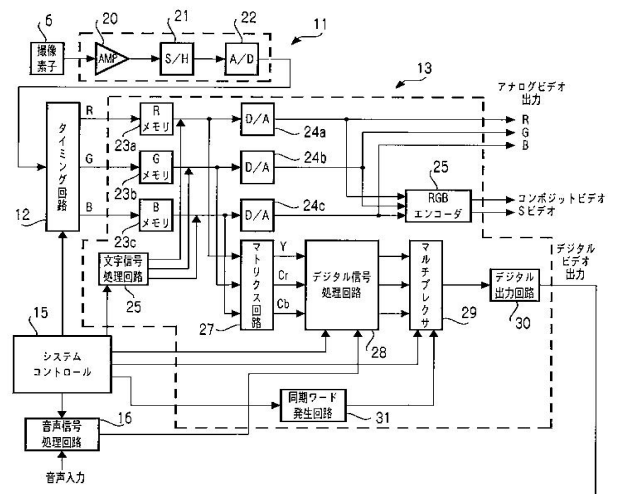 6
20
21
22
11
撮像
素子
AMP
S/H
A/D
13
アナログビデオ
出力
R
G
B
R
メモリ
23a
D/A
24a
G
メモリ
23b
D/A
24b
B
メモリ
23c
D/A
24c
R
G
B
タイミング回路
12
25
RGB
エンコーダ
コンポジットビデオ
Sビデオ
文字信号
処理回路
25
マトリクス回路
27
Y
Cr
Cb
デジタル信号
処理回路
28
マルチプレクサ
29
デジタル
出力回路
30
デジタル
ビデオ
出力
15
システム
コントロール
16
音声信号
処理回路
音声入力
同期ワード
発生回路
31